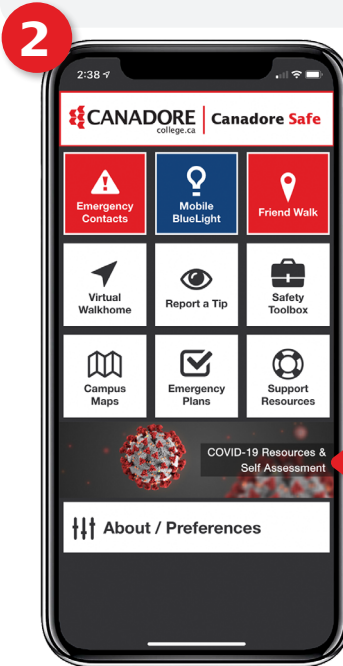 2
2:38
CANADORE
college.ca
Canadore Safe
Emergency
Contacts
Mobile
BlueLight
Friend Walk
Virtual
Walkhome
Report a Tip
Safety
Toolbox
Campus
Maps
Emergency
Plans
Support
Resources
COVID-19 Resources &
Self Assessment
About / Preferences